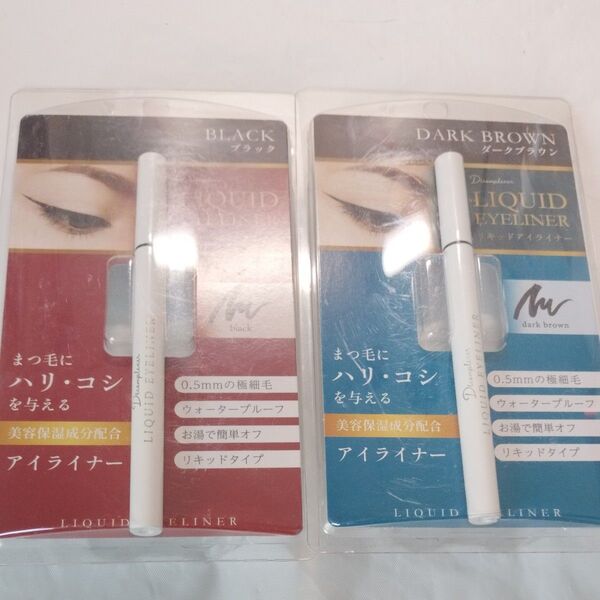 BLACK
ブラック
LIQUID
black
まつ毛に
ハリ・コシ
を与える
美容保湿成分配合
アイライナー
0.5mmの極細毛
ウォータープルーフ
お湯で簡単オフ
リキッドタイプ
LIQUID EYELINER
LIQUID EYELINER
DARK BROWN
ダークブラウン
LIQUID
EYELINER
リキッドアイライナー
dark brown
まつ毛に
ハリ・コシ
を与える
美容保湿成分配合
アイライナー
0.5mmの極細毛
ウォータープルーフ
お湯で簡単オフ
リキッドタイプ
LIQUID EYELINER
LIQUID EYELINER